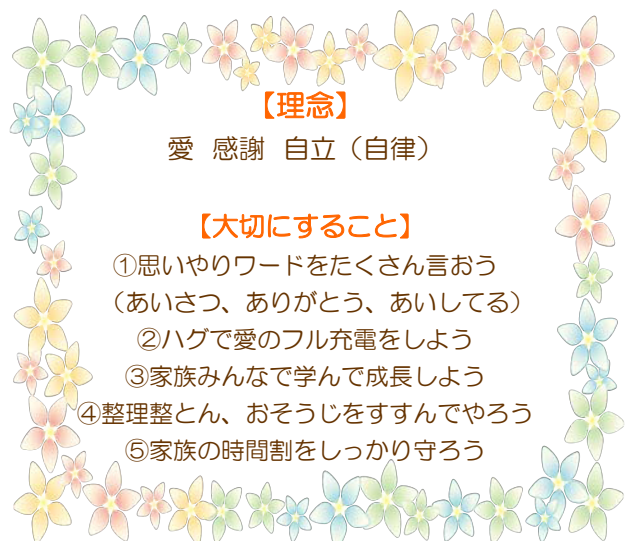 【理念】
愛 感謝 自立（自律）
【大切にすること】
①思いやりワードをたくさん言おう
（あいさつ、ありがとう、あいしてる）
②ハグで愛のフル充電をしよう
③家族みんなで学んで成長しよう
④整理整とん、おそうじをすすんでやろう
⑤家族の時間割をしっかり守ろう